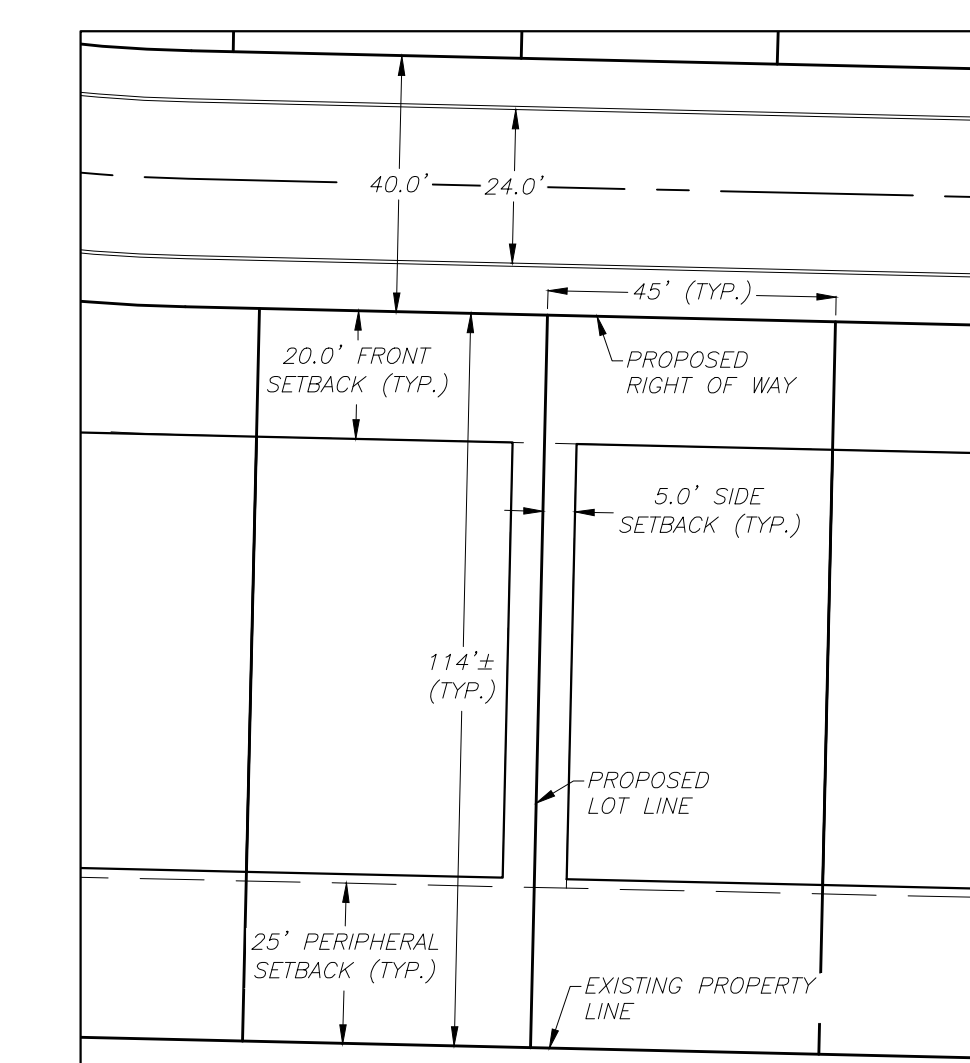 40.0'
24.0'
45' (TYP.)
20.0' FRONT
SETBACK (TYP.)
PROPOSED
RIGHT OF WAY
5.0' SIDE
SETBACK (TYP.)
114'±
(TYP.)
PROPOSED
LOT LINE
25' PERIPHERAL
SETBACK (TYP.)
EXISTING PROPERTY
LINE